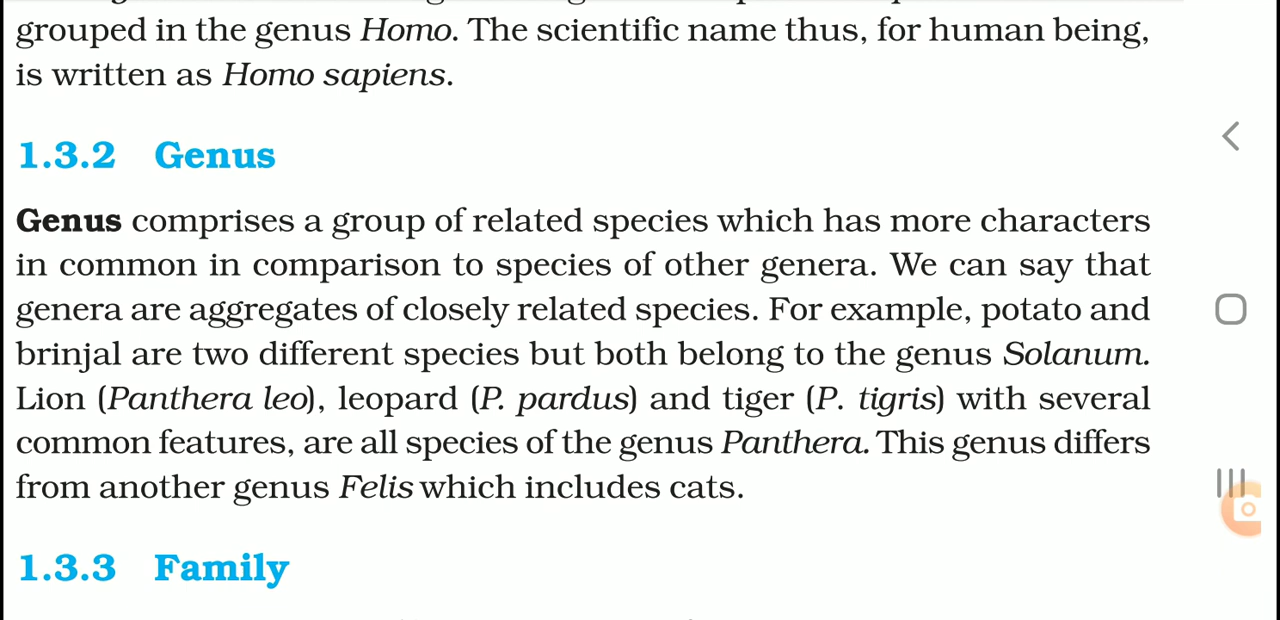 grouped in the genus Homo. The scientific name thus, for human being,
is written as Homo sapiens.
1.3.2 Genus
Genus comprises a group of related species which has more characters
in common in comparison to species of other genera. We can say that
genera are aggregates of closely related species. For example, potato and
brinjal are two different species but both belong to the genus Solanum.
Lion (Panthera leo), leopard (P. pardus) and tiger (P. tigris) with several
common features, are all species of the genus Panthera. This genus differs
from another genus Felis which includes cats.
1.3.3 Family